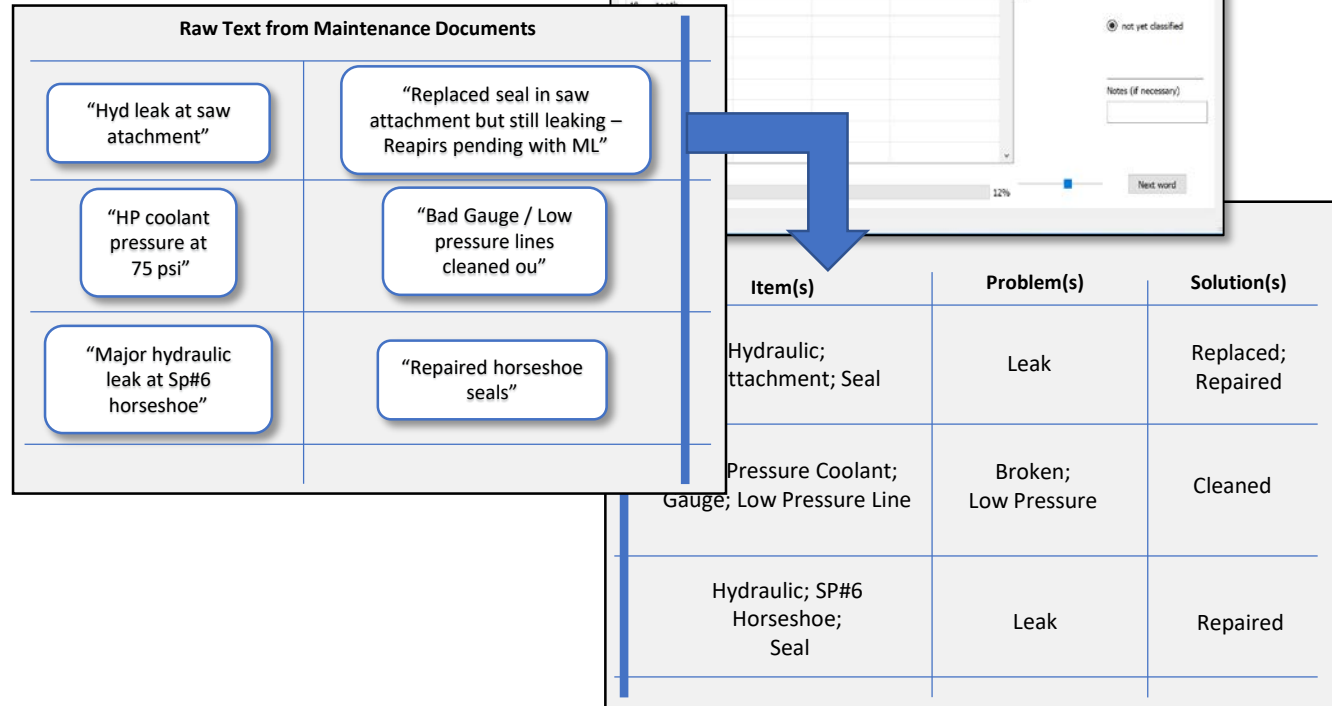 Raw Text from Maintenance Documents
“Hyd leak at saw
atachment”
“Replaced seal in saw
attachment but still leaking –
Reapirs pending with ML”
“HP coolant
pressure at
75 psi”
“Bad Gauge / Low
pressure lines
cleaned ou”
“Major hydraulic
leak at Sp#6
horseshoe”
“Repaired horseshoe
seals”
not yet classified
Notes (if necessary)
12%
Next word
Item(s)
Problem(s)
Solution(s)
Hydraulic;
ttachment; Seal
Leak
Replaced;
Repaired
Pressure Coolant;
Gauge; Low Pressure Line
Broken;
Low Pressure
Cleaned
Hydraulic; SP#6
Horseshoe;
Seal
Leak
Repaired